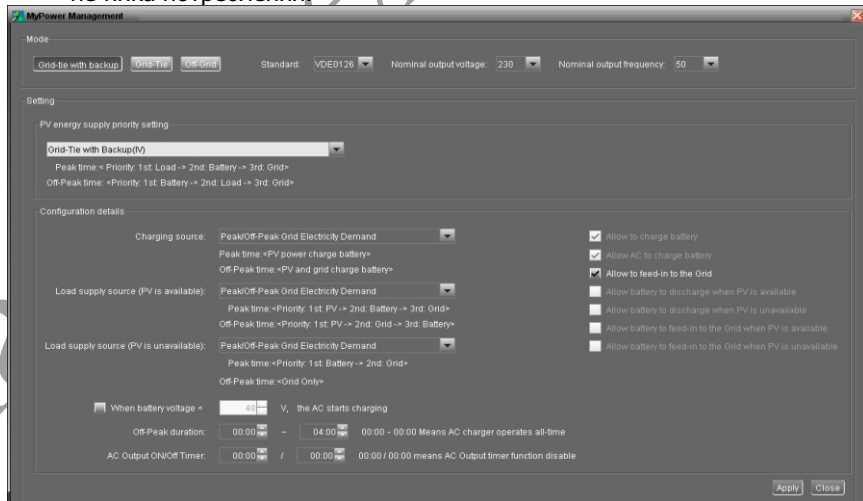 MyPower Management
Mode
Grid-tie with backup Grid-Tie Off-Grid Standard: VDE0126 Nominal output voltage: 230 Nominal output frequency: 50
Setting
PV energy supply priority setting
Grid-Tie with Backup(IV)
Peak time:< Priority: 1st: Load -> 2nd: Battery -> 3rd: Grid>
Off-Peak time: <Priority: 1st: Battery -> 2nd: Load -> 3rd: Grid>
Configuration details
Charging source: Peak/Off-Peak Grid Electricity Demand
Peak time:<PV power charge battery>
Off-Peak time:<PV and grid charge battery>
Load supply source (PV is available): Peak/Off-Peak Grid Electricity Demand
Peak time:<Priority: 1st: PV-> 2nd: Battery -> 3rd: Grid>
Off-Peak time:<Priority: 1st: PV-> 2nd: Grid -> 3rd: Battery>
Load supply source (PV is unavailable): Peak/Off-Peak Grid Electricity Demand
Peak time:<Priority: 1st: Battery -> 2nd: Grid>
Off-Peak time:<Grid Only>
Allow to charge battery
Allow AC to charge battery
Allow to feed-in to the Grid
Allow battery to discharge when PV is available
Allow battery to discharge when PV is unavailable
Allow battery to feed-in to the Grid when PV is available
Allow battery to feed-in to the Grid when PV is unavailable
When battery voltage < 48 V, the AC starts charging
Off-Peak duration: 00:00 ~ 04:00 00:00 - 00:00 Means AC charger operates all-time
AC Output ON/Off Timer: 00:00 / 00:00 00:00 / 00:00 means AC Output timer function disable
Apply Close